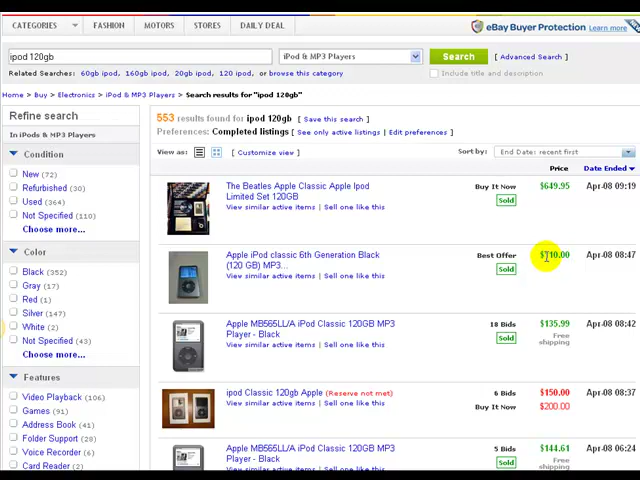 CATEGORIES FASHION MOTORS STORES DAILY DEAL
eBay Buyer Protection Learn more
ipod 120gb iPod & MP3 Players Search [ Advanced Search ]
Related Searches: 60gb ipod, 160gb ipod, 20gb ipod, 120 ipod, or browse this category Include title and description
Home > Buy > Electronics > iPod & MP3 Players > Search results for "ipod 120gb"
Refine search
In iPods & MP3 Players
Condition
New (72)
Refurbished (30)
Used (364)
Not Specified (110)
Choose more...
Color
Black (352)
Gray (17)
Red (1)
Silver (147)
White (2)
Not Specified (43)
Choose more...
Features
Video Playback (106)
Games (91)
Address Book (41)
Folder Support (28)
Voice Recorder (2)
Card Reader (2)
553 results found for ipod 120gb [ Save this search ]
Preferences: Completed listings [ See only active listings | Edit preferences ]
View as: [ Customize view ] Sort by: End Date: recent first
Price Date Ended
The Beatles Apple Classic Apple Ipod Buy It Now $649.95 Apr-08 09:19
Limited Set 120GB Sold
View similar active items | Sell one like this
Apple iPod classic 6th Generation Black Best Offer Apr-08 08:47
(120 GB) MP3... Sold
View similar active items | Sell one like this
Apple MB565LL/A iPod Classic 120GB MP3 18 Bids $135.99 Apr-08 08:42
Player - Black Sold Free shipping
View similar active items | Sell one like this
ipod Classic 120gb Apple (Reserve not met) 6 Bids $150.00 Apr-08 08:37
View similar active items | Sell one like this Buy It Now $200.00
Apple MB565LL/A iPod Classic 120GB MP3 5 Bids $144.61 Apr-08 06:24
Player - Black Sold Free shipping
View similar active items | Sell one like this